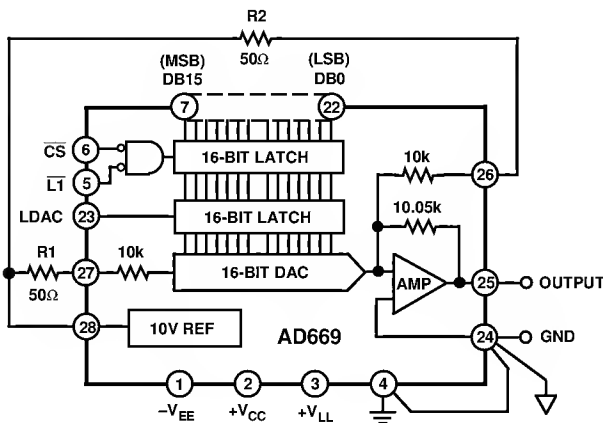 R2
50Ω
(MSB)
DB15
(LSB)
DB0
7
22
C̅S̅
6
16-BIT LATCH
10k
26
L̅1̅
5
10.05k
LDAC
23
16-BIT LATCH
R1
50Ω
27
10k
16-BIT DAC
AMP
25
OUTPUT
28
10V REF
AD669
24
GND
1
2
3
4
–VEE
+VCC
+VLL